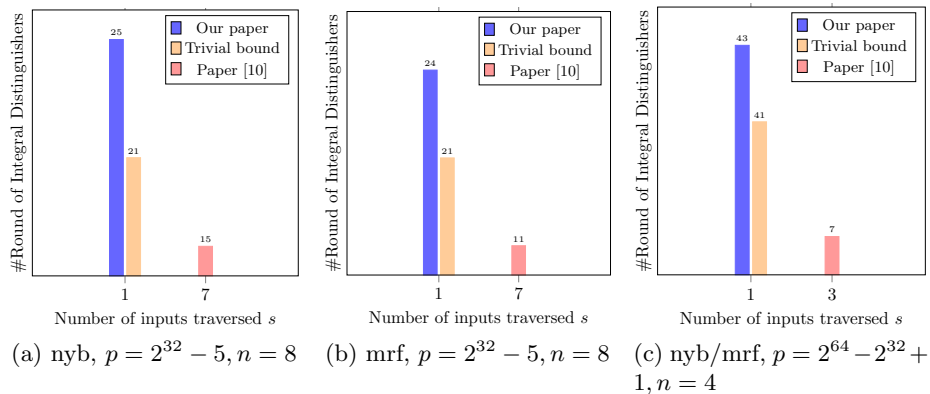 #Round of Integral Distinguishers
Our paper
Trivial bound
Paper [10]
25
21
15
1
7
Number of inputs traversed s
(a) nyb, p = 2^32 − 5, n = 8
#Round of Integral Distinguishers
Our paper
Trivial bound
Paper [10]
24
21
11
1
7
Number of inputs traversed s
(b) mrf, p = 2^32 − 5, n = 8
#Round of Integral Distinguishers
Our paper
Trivial bound
Paper [10]
43
41
7
1
3
Number of inputs traversed s
(c) nyb/mrf, p = 2^64 − 2^32 +
1, n = 4